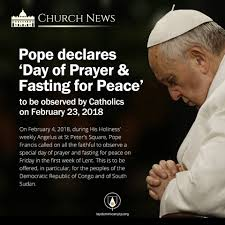 CHURCH NEWS
Pope declares
'Day of Prayer &
Fasting for Peace'
to be observed by Catholics
on February 23, 2018
On February 4, 2018, during His Holiness'
weekly Angelus at St Peter's Square, Pope
Francis called on all the faithful to observe a
special day of prayer and fasting for peace on
Friday in the first week of Lent. This is to be
offered, in particular, for the peoples of the
Democratic Republic of Congo and of South
Sudan.